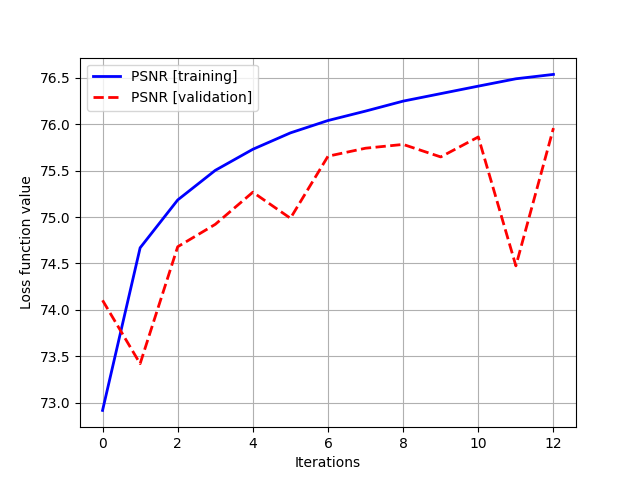 PSNR [training]
PSNR [validation]
Loss function value
76.5
76.0
75.5
75.0
74.5
74.0
73.5
73.0
0 2 4 6 8 10 12
Iterations